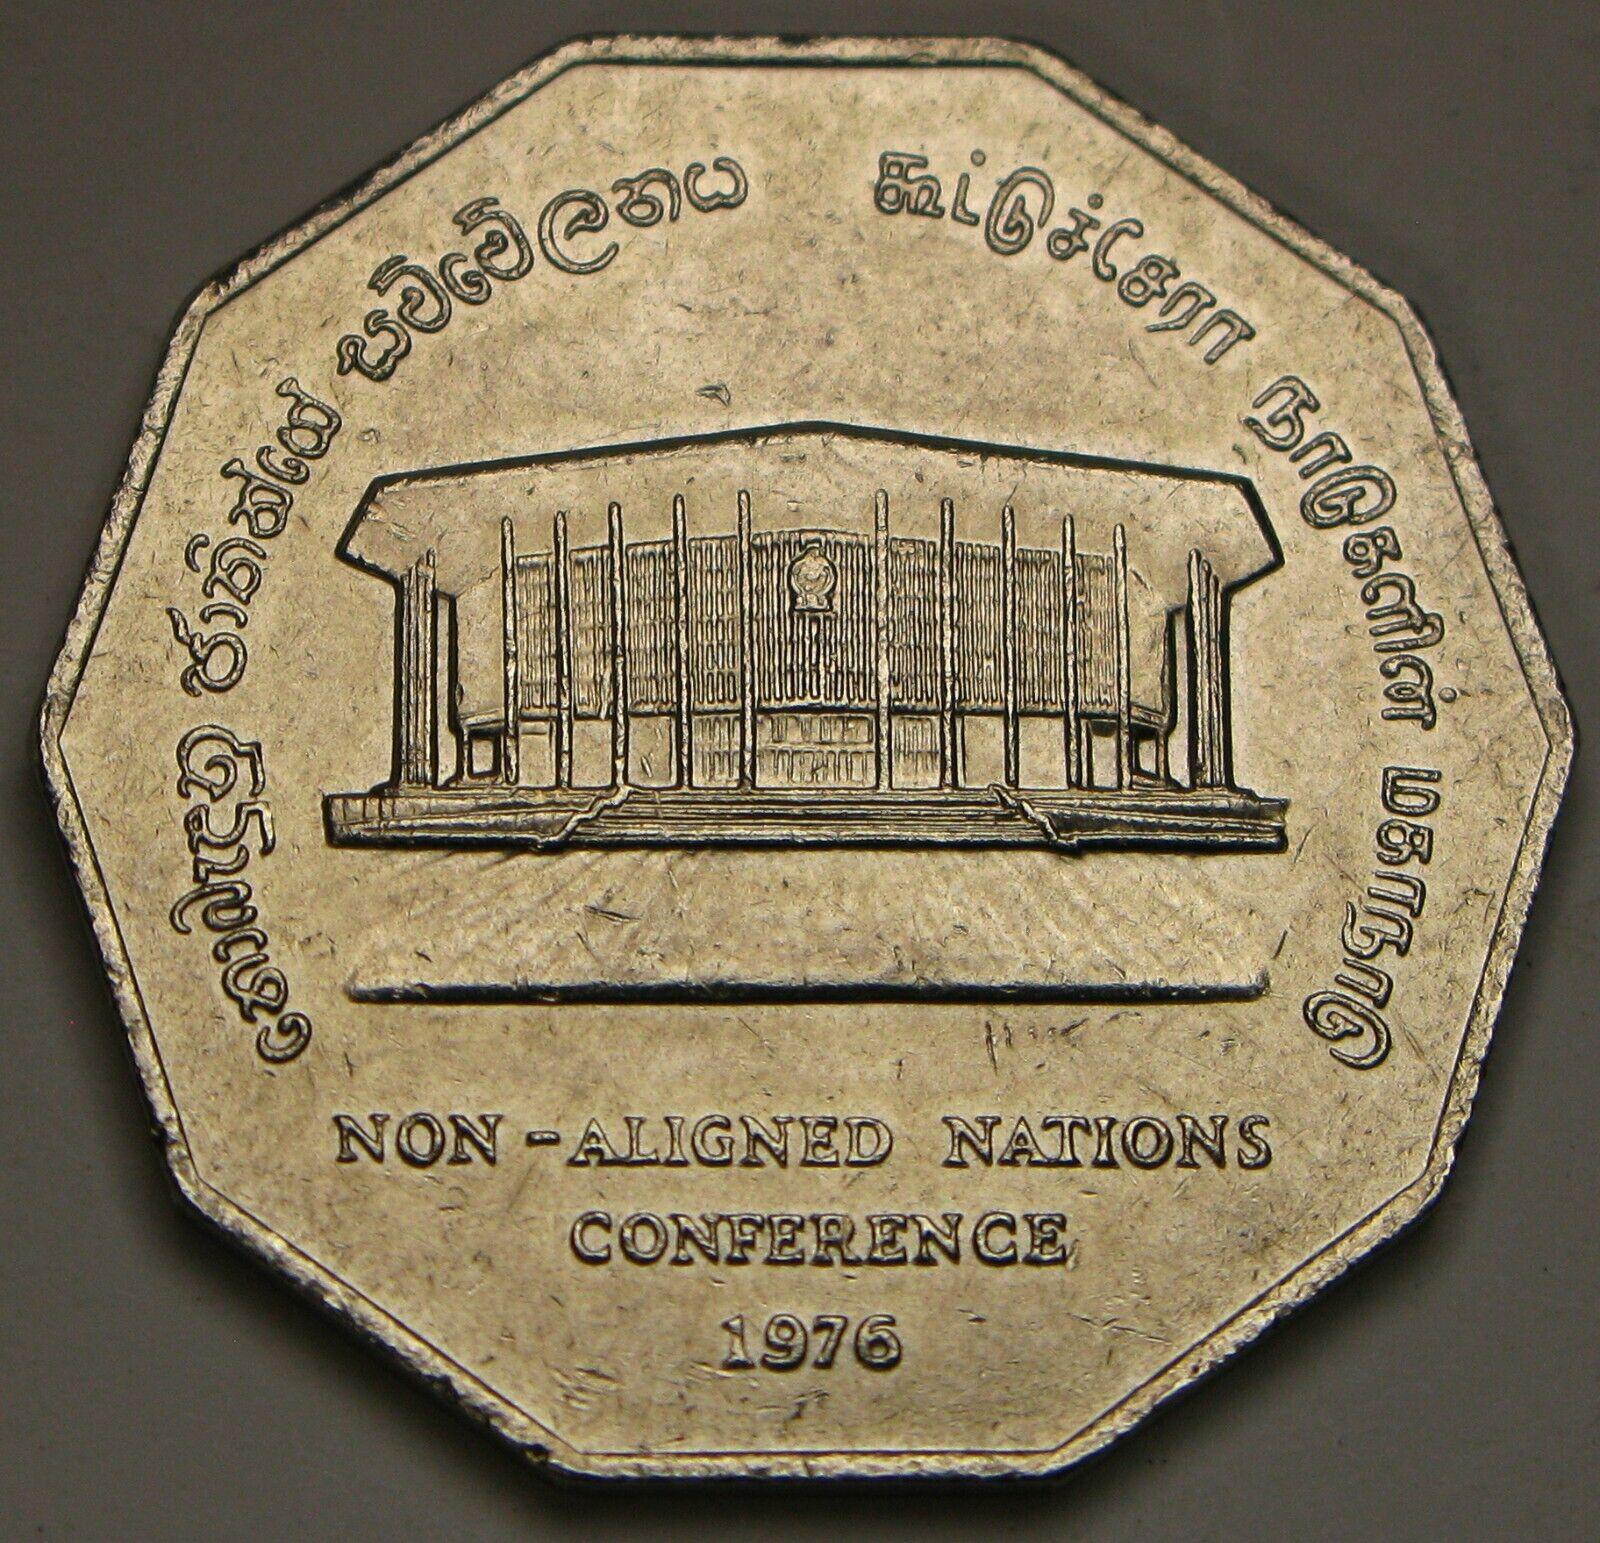 නොබැඳි ජාතීන්ගේ සම්මේලනය
கூட்டுச்சேரா நாடுகளின் மகாநாடு
NON-ALIGNED NATIONS
CONFERENCE
1976